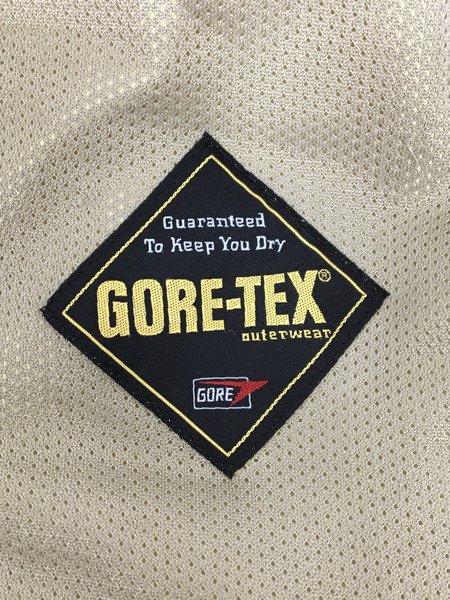 Guaranteed
To Keep You Dry
GORE-TEX®
outerwear
GORE